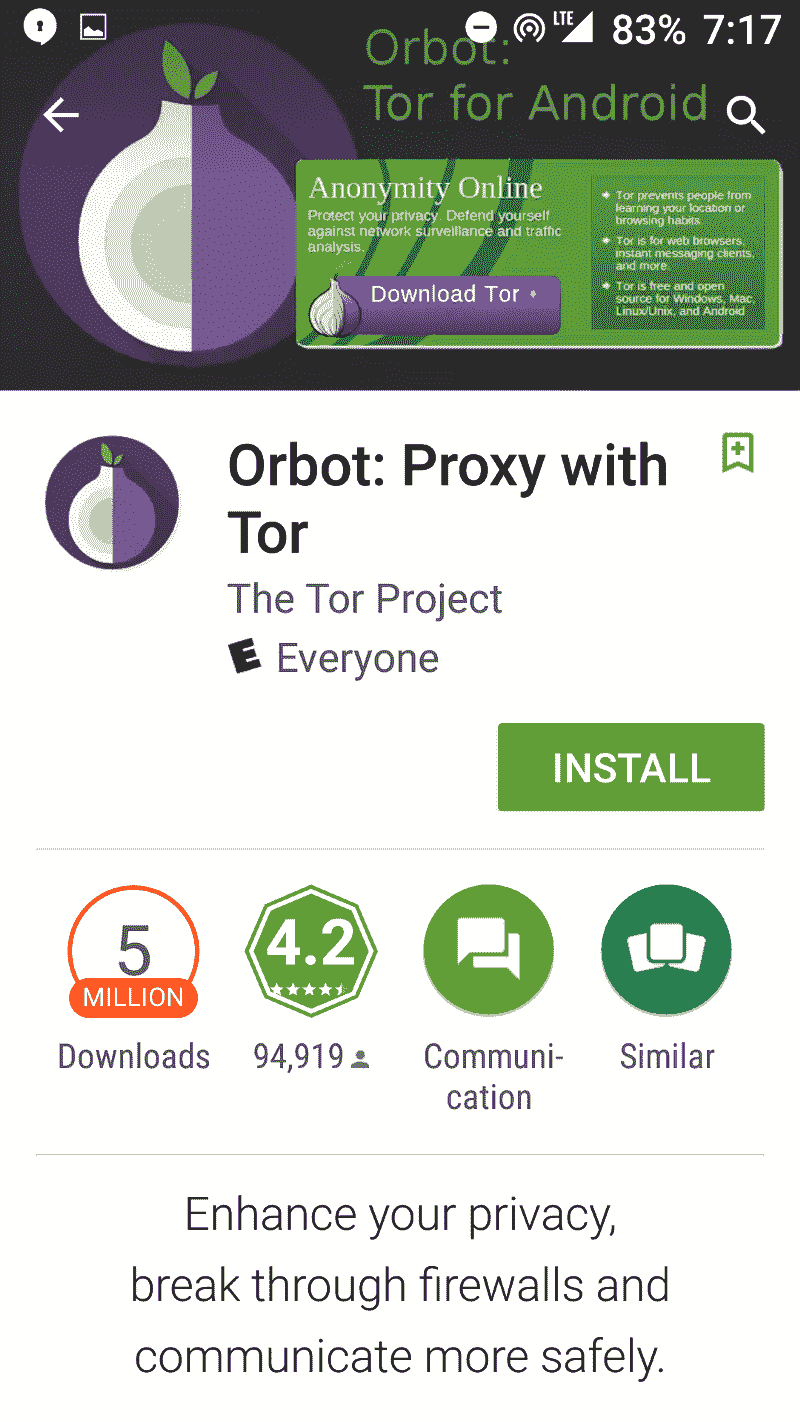 LTE 83% 7:17
Orbot:
Tor for Android
Anonymity Online
Protect your privacy. Defend yourself
against network surveillance and traffic
analysis.
Download Tor
Tor prevents people from
learning your location or
browsing habits.
Tor is for web browsers,
instant messaging clients,
and more.
Tor is free and open
source for Windows, Mac,
Linux/Unix, and Android
Orbot: Proxy with
Tor
The Tor Project
E Everyone
INSTALL
5
MILLION
Downloads
4.2
94,919
Communi-
cation
Similar
Enhance your privacy,
break through firewalls and
communicate more safely.